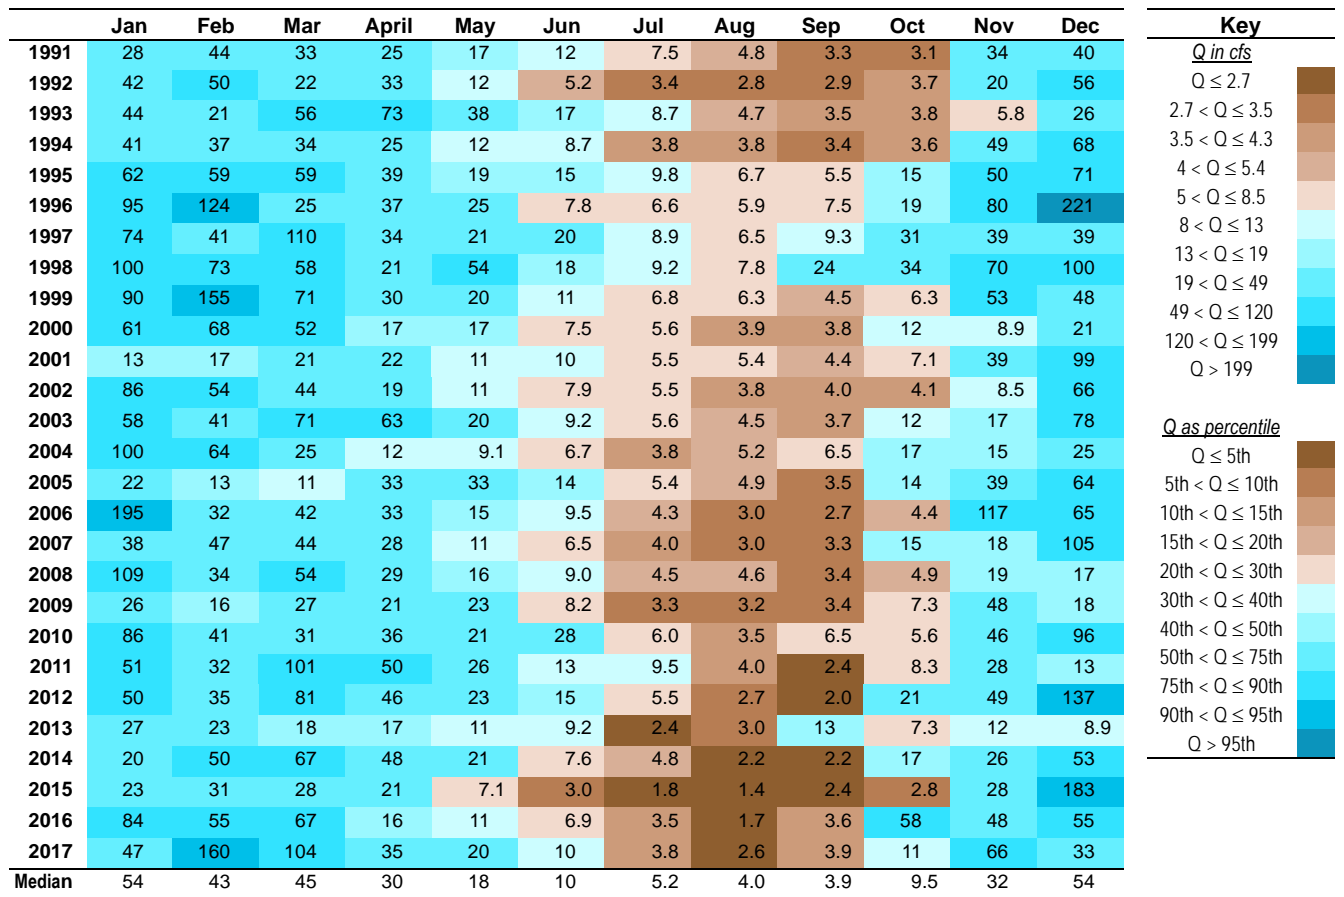 Jan Feb Mar April May Jun Jul Aug Sep Oct Nov Dec
1991 28 44 33 25 17 12 7.5 4.8 3.3 3.1 34 40
1992 42 50 22 33 12 5.2 3.4 2.8 2.9 3.7 20 56
1993 44 21 56 73 38 17 8.7 4.7 3.5 3.8 5.8 26
1994 41 37 34 25 12 8.7 3.8 3.8 3.4 3.6 49 68
1995 62 59 59 39 19 15 9.8 6.7 5.5 15 50 71
1996 95 124 25 37 25 7.8 6.6 5.9 7.5 19 80 221
1997 74 41 110 34 21 20 8.9 6.5 9.3 31 39 39
1998 100 73 58 21 54 18 9.2 7.8 24 34 70 100
1999 90 155 71 30 20 11 6.8 6.3 4.5 6.3 53 48
2000 61 68 52 17 17 7.5 5.6 3.9 3.8 12 8.9 21
2001 13 17 21 22 11 10 5.5 5.4 4.4 7.1 39 99
2002 86 54 44 19 11 7.9 5.5 3.8 4.0 4.1 8.5 66
2003 58 41 71 63 20 9.2 5.6 4.5 3.7 12 17 78
2004 100 64 25 12 9.1 6.7 3.8 5.2 6.5 17 15 25
2005 22 13 11 33 33 14 5.4 4.9 3.5 14 39 64
2006 195 32 42 33 15 9.5 4.3 3.0 2.7 4.4 117 65
2007 38 47 44 28 11 6.5 4.0 3.0 3.3 15 18 105
2008 109 34 54 29 16 9.0 4.5 4.6 3.4 4.9 19 17
2009 26 16 27 21 23 8.2 3.3 3.2 3.4 7.3 48 18
2010 86 41 31 36 21 28 6.0 3.5 6.5 5.6 46 96
2011 51 32 101 50 26 13 9.5 4.0 2.4 8.3 28 13
2012 50 35 81 46 23 15 5.5 2.7 2.0 21 49 137
2013 27 23 18 17 11 9.2 2.4 3.0 13 7.3 12 8.9
2014 20 50 67 48 21 7.6 4.8 2.2 2.2 17 26 53
2015 23 31 28 21 7.1 3.0 1.8 1.4 2.4 2.8 28 183
2016 84 55 67 16 11 6.9 3.5 1.7 3.6 58 48 55
2017 47 160 104 35 20 10 3.8 2.6 3.9 11 66 33
Median 54 43 45 30 18 10 5.2 4.0 3.9 9.5 32 54
Key
Q in cfs
Q ≤ 2.7
2.7 < Q ≤ 3.5
3.5 < Q ≤ 4.3
4 < Q ≤ 5.4
5 < Q ≤ 8.5
8 < Q ≤ 13
13 < Q ≤ 19
19 < Q ≤ 49
49 < Q ≤ 120
120 < Q ≤ 199
Q > 199
Q as percentile
Q ≤ 5th
5th < Q ≤ 10th
10th < Q ≤ 15th
15th < Q ≤ 20th
20th < Q ≤ 30th
30th < Q ≤ 40th
40th < Q ≤ 50th
50th < Q ≤ 75th
75th < Q ≤ 90th
90th < Q ≤ 95th
Q > 95th